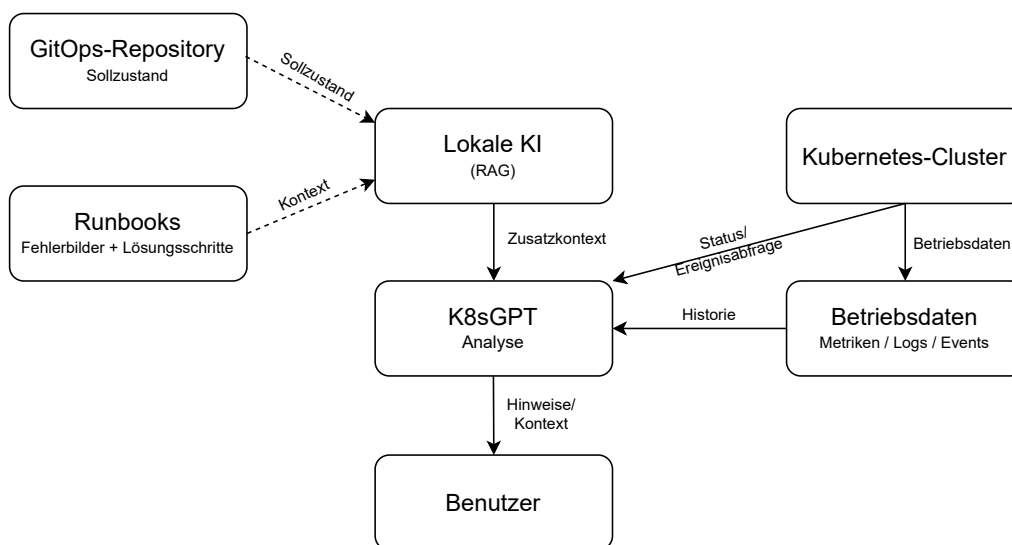 GitOps-Repository
Sollzustand
Sollzustand
Lokale KI
(RAG)
Kubernetes-Cluster
Runbooks
Fehlerbilder + Lösungsschritte
Kontext
Zusatzkontext
Status/
Ereignisabfrage
Betriebsdaten
K8sGPT
Analyse
Historie
Betriebsdaten
Metriken / Logs / Events
Hinweise/
Kontext
Benutzer